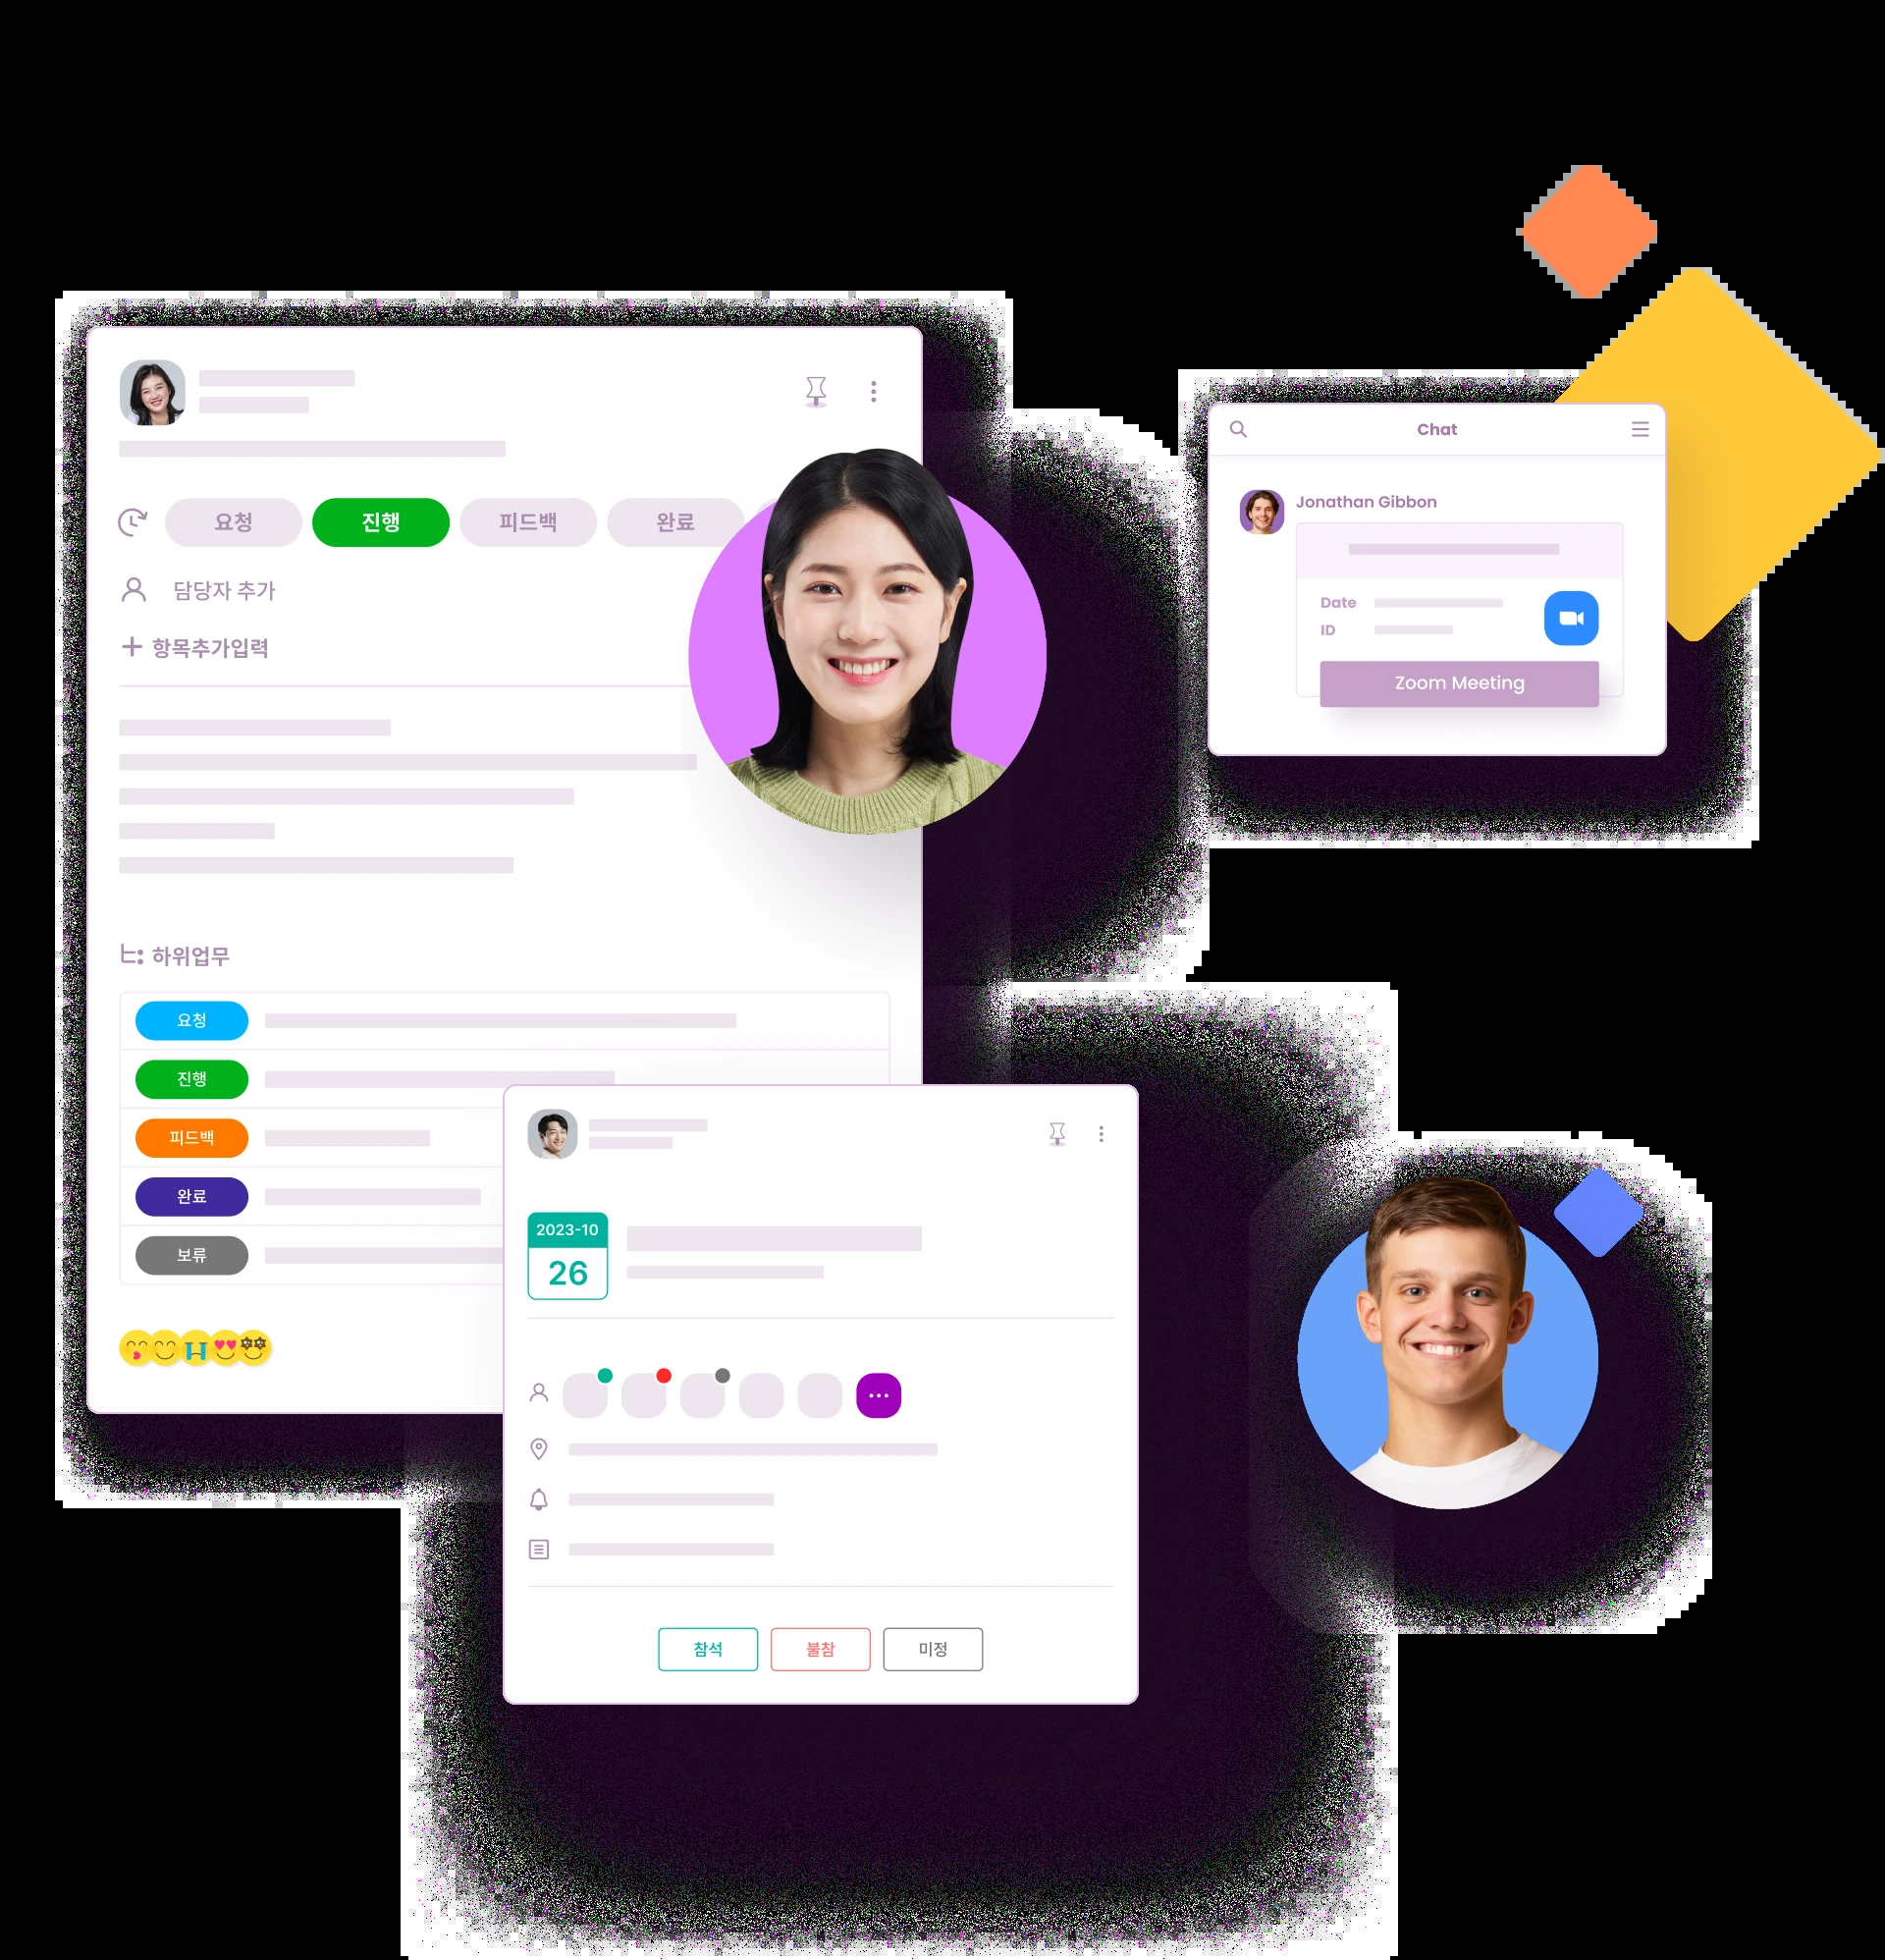 요청 진행 피드백 완료
담당자 추가
항목추가입력
하위업무
요청
진행
피드백
완료
보류
Chat
Jonathan Gibbon
Date
ID
Zoom Meeting
2023-10
26
참석 불참 미정